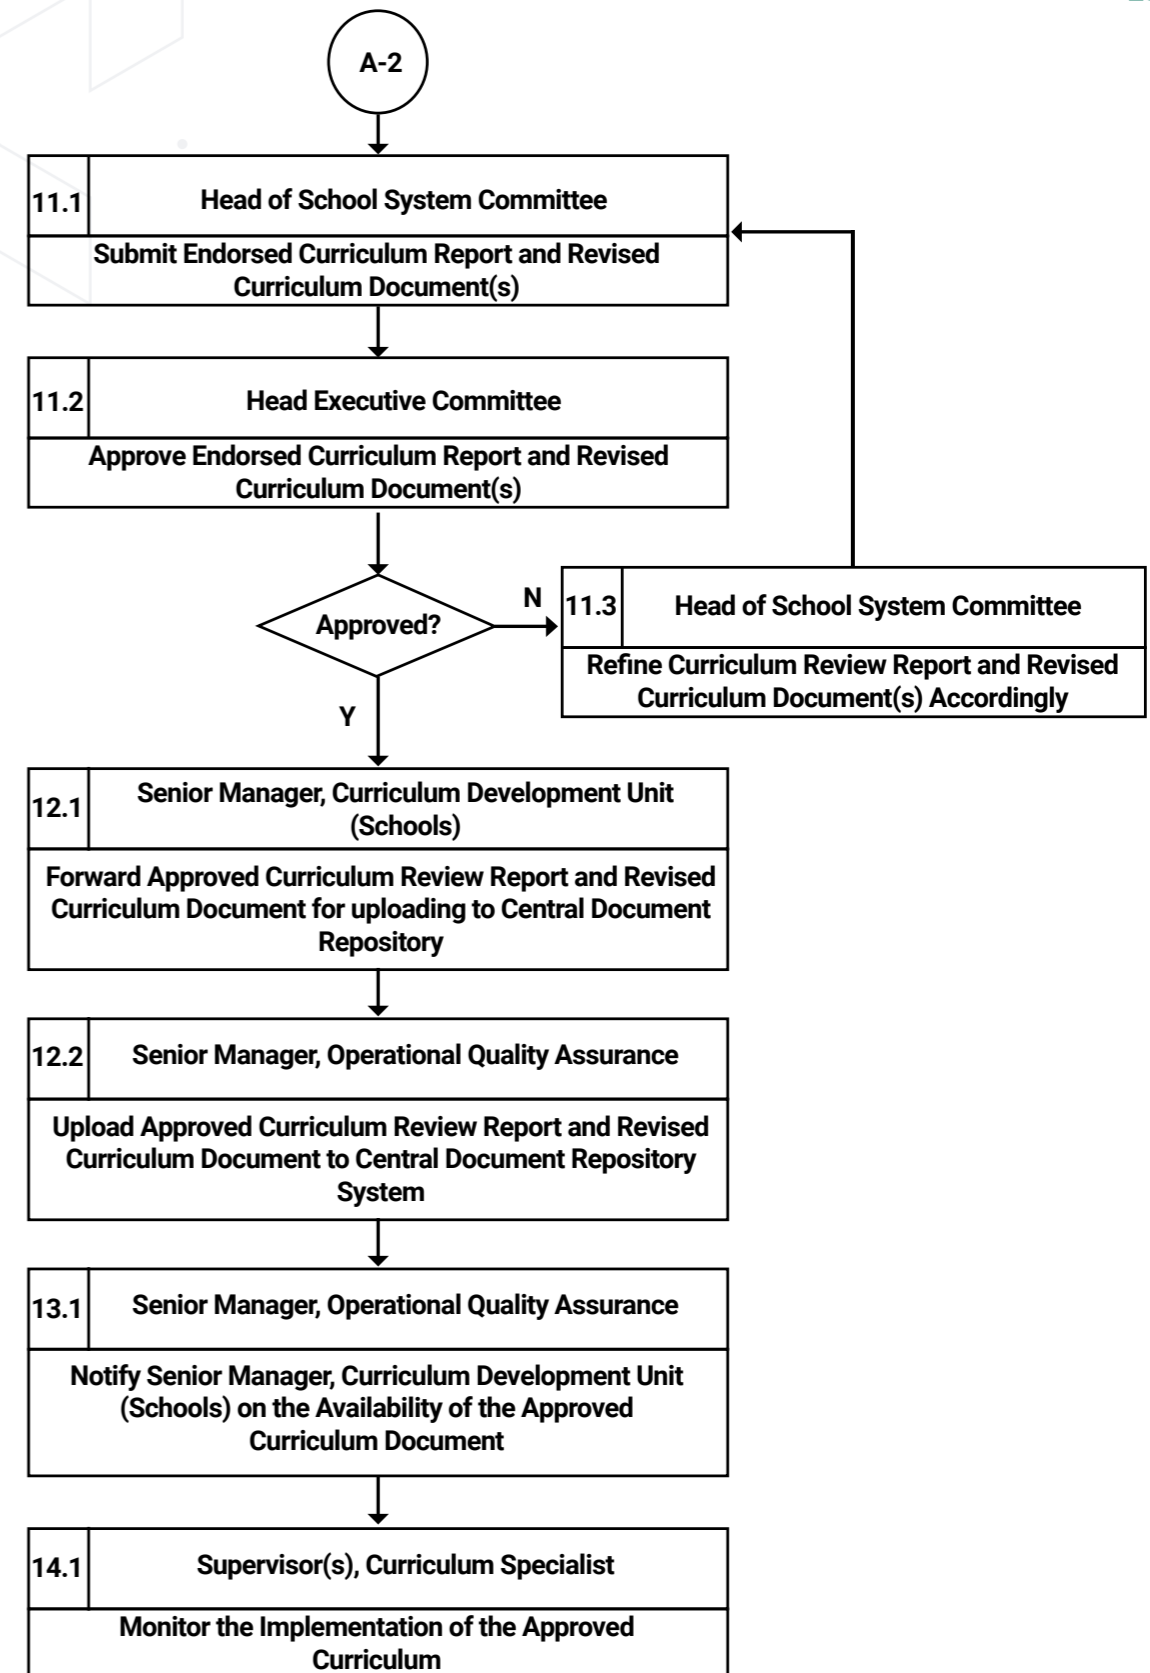 A-2
11.1
Head of School System Committee
Submit Endorsed Curriculum Report and Revised
Curriculum Document(s)
11.2
Head Executive Committee
Approve Endorsed Curriculum Report and Revised
Curriculum Document(s)
Approved?
N
11.3
Head of School System Committee
Refine Curriculum Review Report and Revised
Curriculum Document(s) Accordingly
Y
12.1
Senior Manager, Curriculum Development Unit
(Schools)
Forward Approved Curriculum Review Report and Revised
Curriculum Document for uploading to Central Document
Repository
12.2
Senior Manager, Operational Quality Assurance
Upload Approved Curriculum Review Report and Revised
Curriculum Document to Central Document Repository
System
13.1
Senior Manager, Operational Quality Assurance
Notify Senior Manager, Curriculum Development Unit
(Schools) on the Availability of the Approved
Curriculum Document
14.1
Supervisor(s), Curriculum Specialist
Monitor the Implementation of the Approved
Curriculum